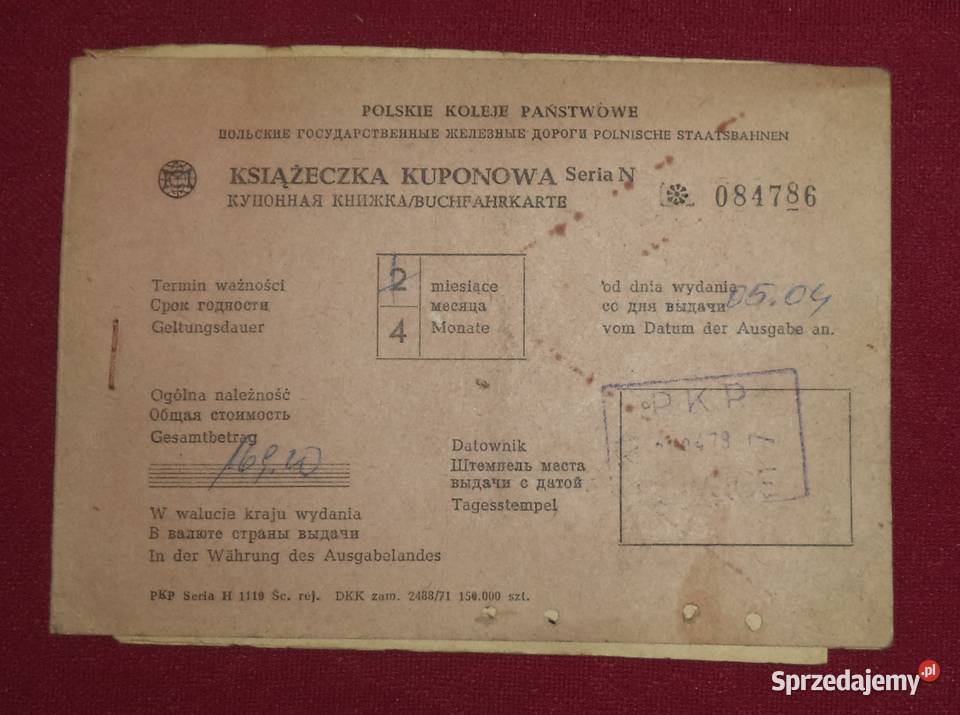 POLSKIE KOLEJE PAŃSTWOWE
ПОЛЬСКИЕ ГОСУДАРСТВЕННЫЕ ЖЕЛЕЗНЫЕ ДОРОГИ POLNISCHE STAATSBAHNEN
KSIĄŻECZKA KUPONOWA Seria N
084786
КУПОННАЯ КНИЖКА/BUCHFAHRKARTE
Termin ważności
Срок годности
Geltungsdauer
2
4
miesiące
месяца
Monate
od dnia wydania
со дня выдачи 05.04
vom Datum der Ausgabe an.
Ogólna należność
Общая стоимость
Gesamtbetrag
169.20
W walucie kraju wydania
В валюте страны выдачи
In der Währung des Ausgabelandes
Datownik
Штемпель места
выдачи с датой
Tagesstempel
PKP
PKP Seria H 1119 Śc. rej. DKK zam. 2488/71 150.000 szt.
Sprzedajemy.pl